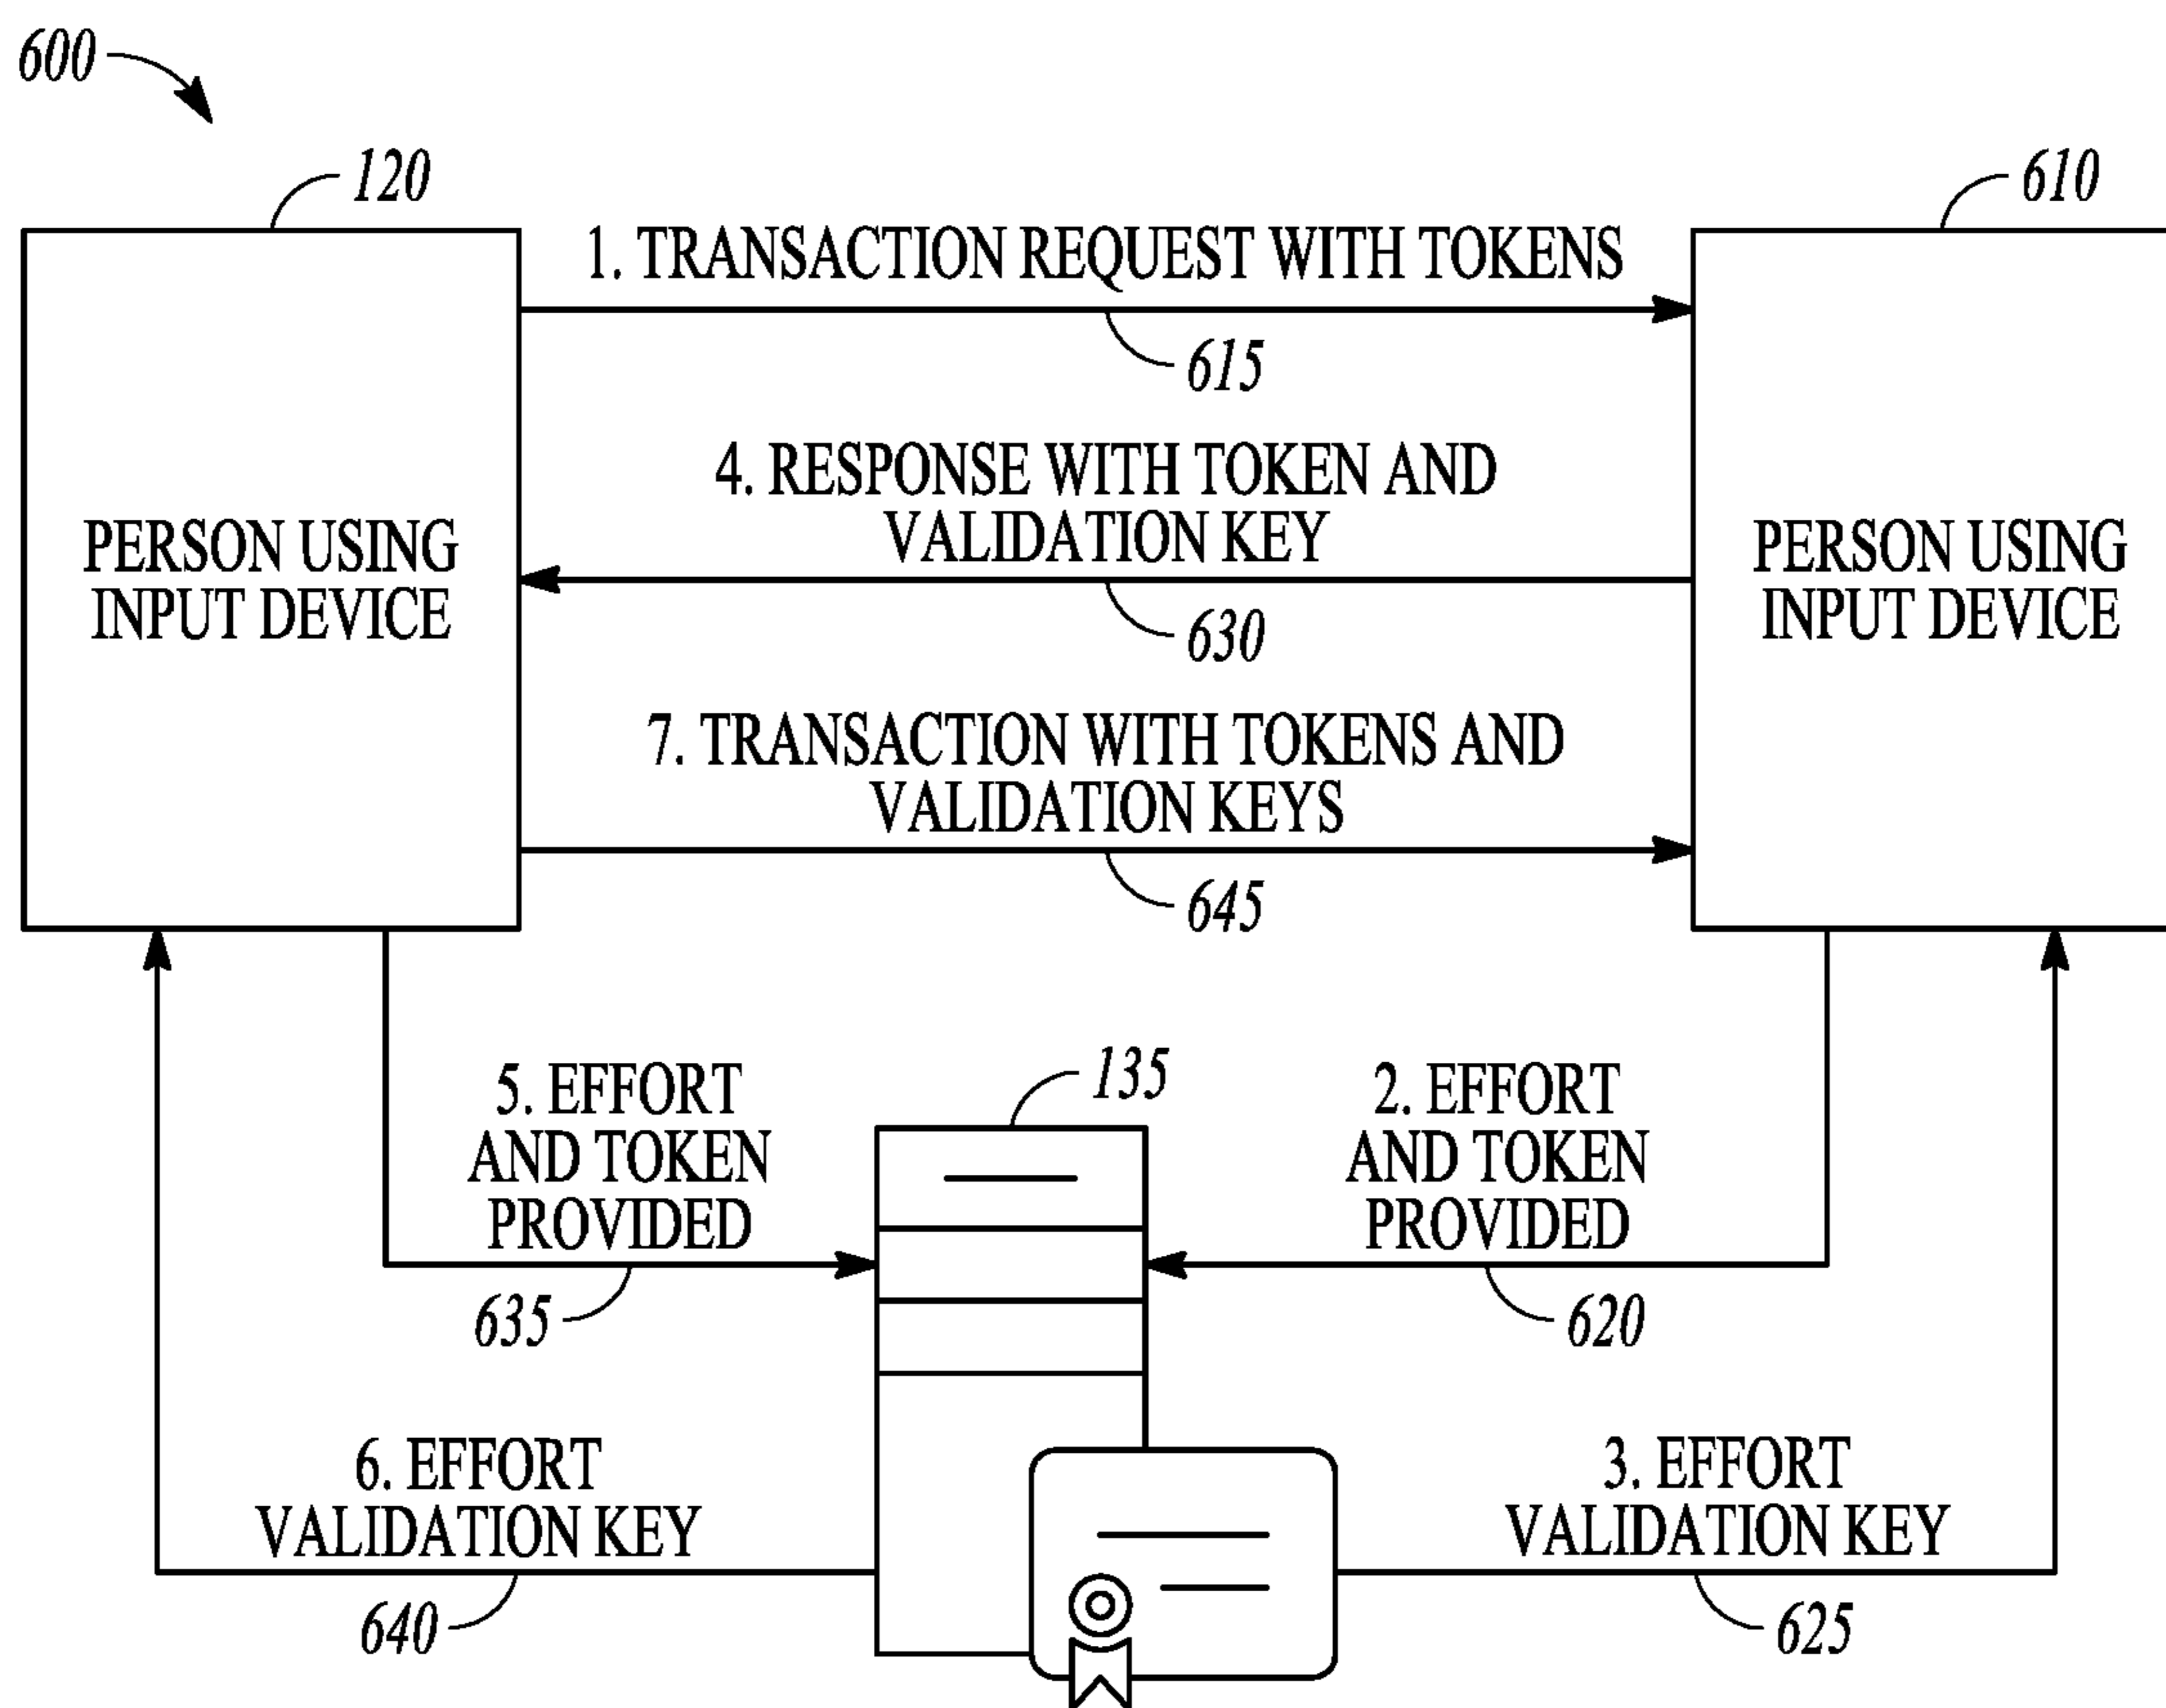 600
120
610
1. TRANSACTION REQUEST WITH TOKENS
615
4. RESPONSE WITH TOKEN AND
VALIDATION KEY
630
PERSON USING
INPUT DEVICE
PERSON USING
INPUT DEVICE
7. TRANSACTION WITH TOKENS AND
VALIDATION KEYS
645
135
5. EFFORT
AND TOKEN
PROVIDED
635
2. EFFORT
AND TOKEN
PROVIDED
620
6. EFFORT
VALIDATION KEY
640
3. EFFORT
VALIDATION KEY
625